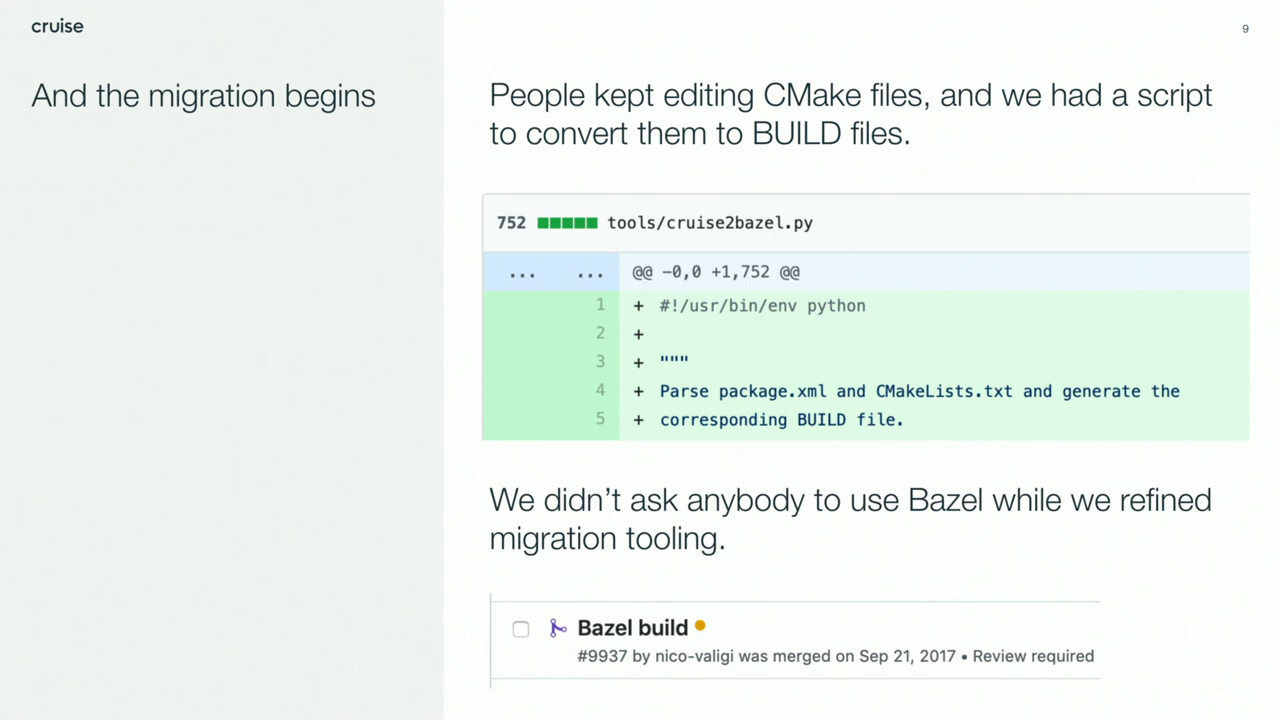 cruise
9
And the migration begins
People kept editing CMake files, and we had a script
to convert them to BUILD files.
752 tools/cruise2bazel.py
... ... @@ -0,0 +1,752 @@
1 + #!/usr/bin/env python
2 +
3 + """
4 + Parse package.xml and CMakeLists.txt and generate the
5 + corresponding BUILD file.
We didn’t ask anybody to use Bazel while we refined
migration tooling.
Bazel build
#9937 by nico-valigi was merged on Sep 21, 2017 • Review required